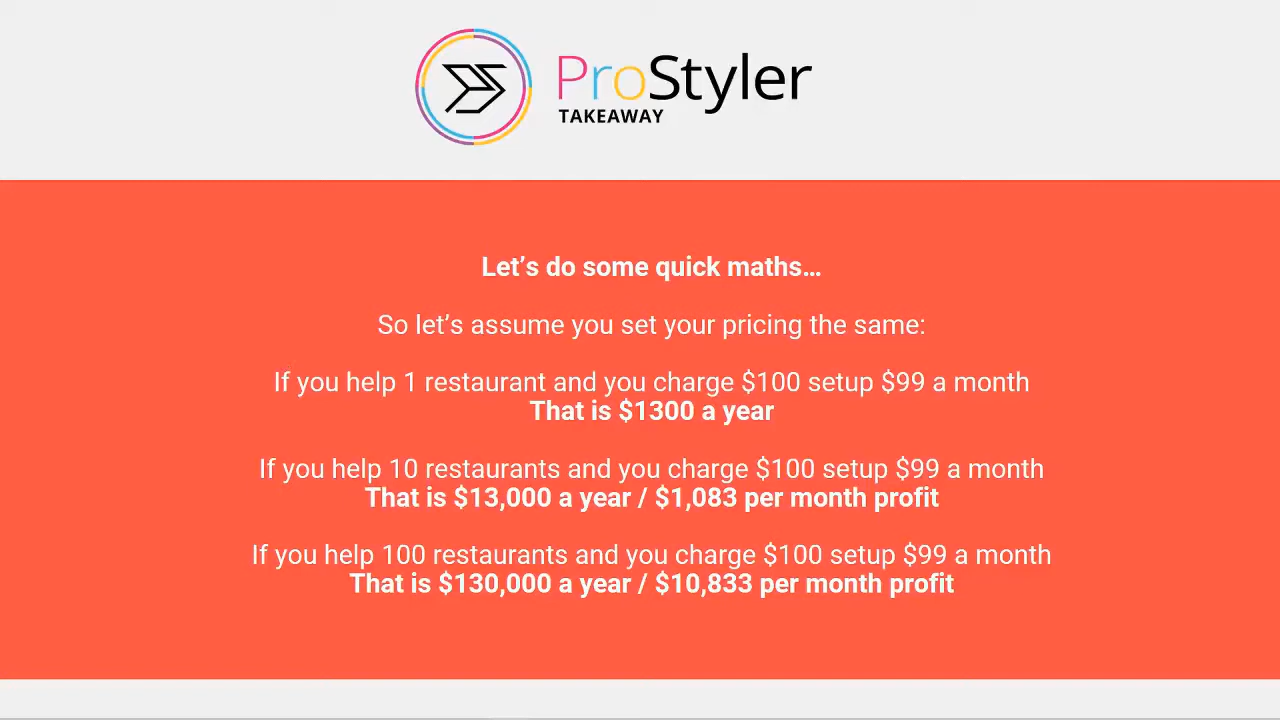 ProStyler
TAKEAWAY
Let’s do some quick maths…
So let’s assume you set your pricing the same:
If you help 1 restaurant and you charge $100 setup $99 a month
That is $1300 a year
If you help 10 restaurants and you charge $100 setup $99 a month
That is $13,000 a year / $1,083 per month profit
If you help 100 restaurants and you charge $100 setup $99 a month
That is $130,000 a year / $10,833 per month profit